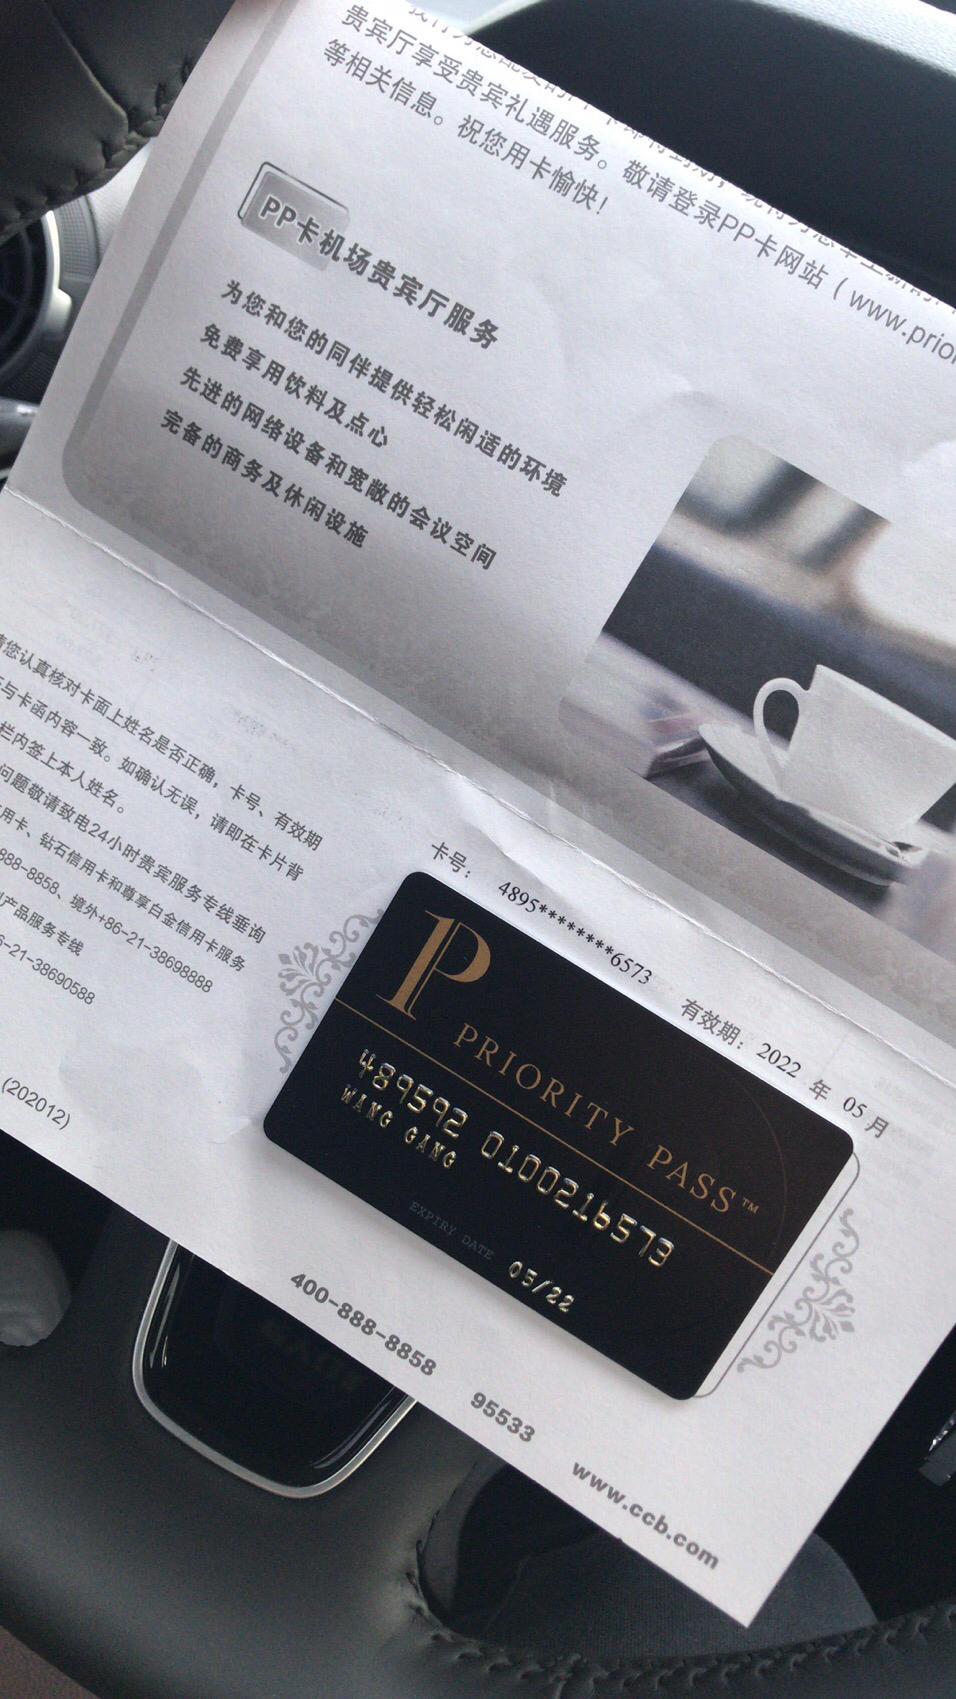 贵宾厅享受贵宾礼遇服务。敬请登录PP卡网站（www.prior
等相关信息。祝您用卡愉快！
PP卡机场贵宾厅服务
为您和您的同伴提供轻松闲适的环境
免费享用饮料及点心
先进的网络设备和宽敞的会议空间
完备的商务及休闲设施
请您认真核对卡面上姓名是否正确，卡号、有效期
与卡函内容一致。如确认无误，请即在卡片背
栏内签上本人姓名。
问题敬请致电24小时贵宾服务专线垂询
用卡、钻石信用卡和尊享白金信用卡服务
888-8858、境外+86-21-38698888
产品服务专线
6-21-38690588
(202012)
卡号： 4895*********6573 有效期： 2022 年 05 月
P
PRIORITY PASS™
489592 0100216573
WANG GANG
EXPIRY DATE 05/22
400-888-8858 95533 www.ccb.com